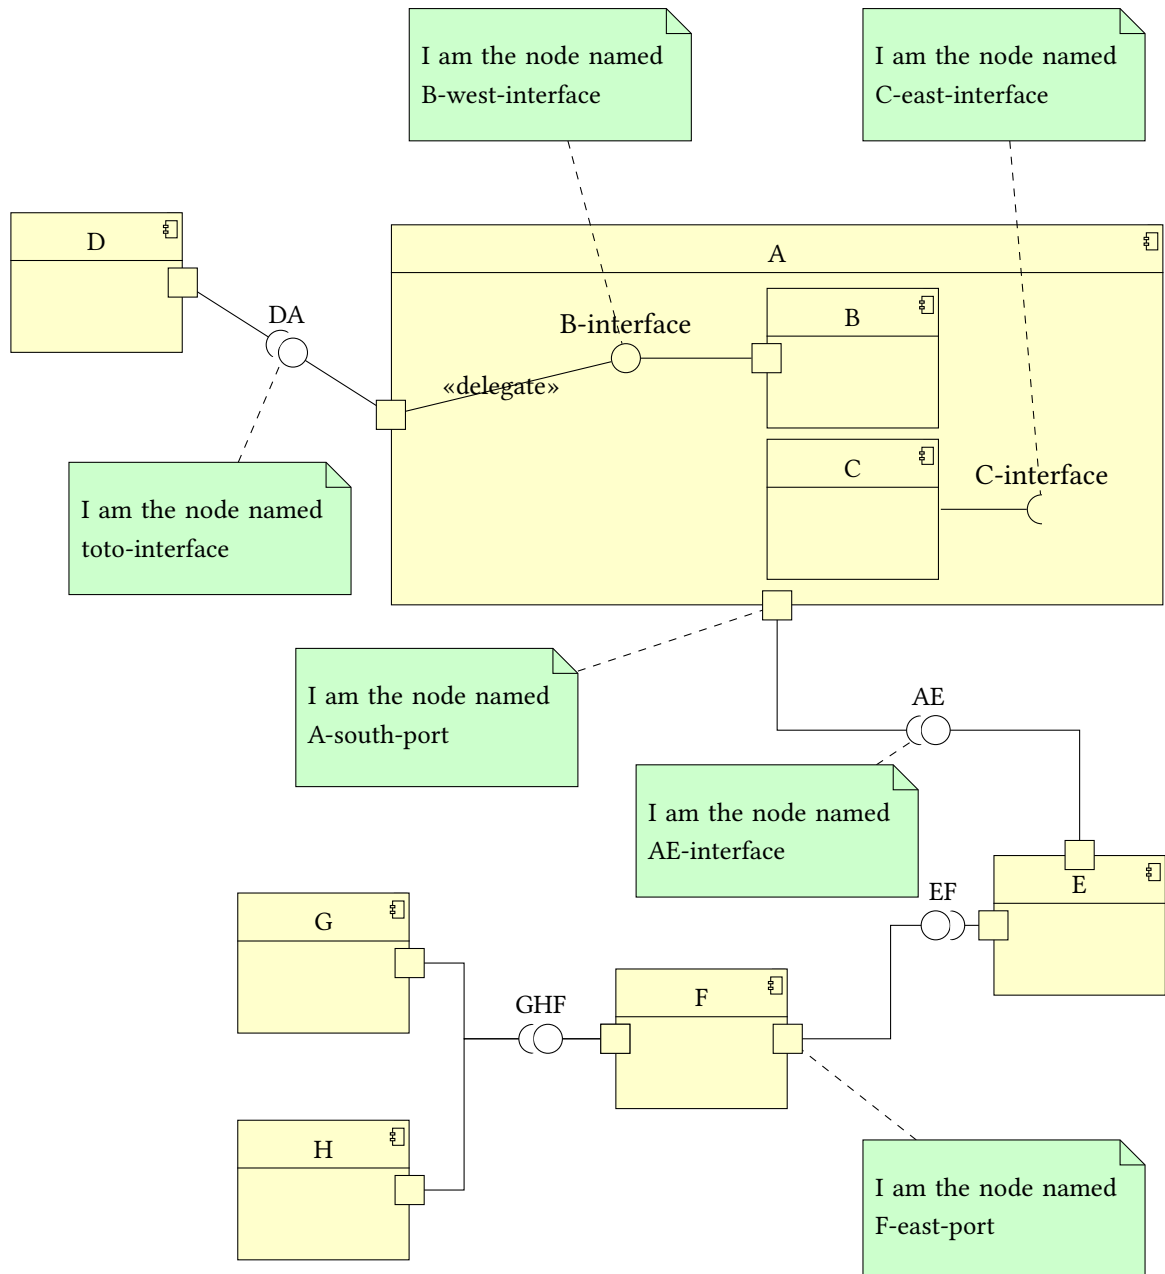 I am the node named
B-west-interface
I am the node named
C-east-interface
D
A
DA
B-interface
B
«delegate»
C
C-interface
I am the node named
toto-interface
I am the node named
A-south-port
AE
I am the node named
AE-interface
E
EF
G
F
GHF
H
I am the node named
F-east-port